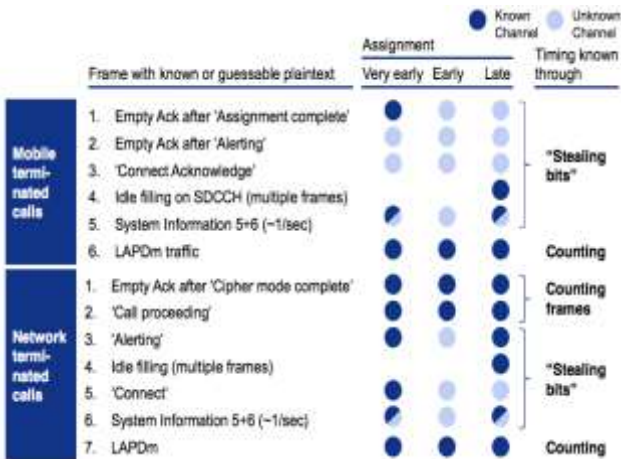 Known Channel
Unknown Channel
Assignment
Timing known through
Frame with known or guessable plaintext
Very early
Early
Late
Mobile termi-nated calls
1. Empty Ack after 'Assignment complete'
2. Empty Ack after 'Alerting'
3. 'Connect Acknowledge'
4. Idle filling on SDCCH (multiple frames)
5. System Information 5+6 (~1/sec)
6. LAPDm traffic
"Stealing bits"
Counting
Network termi-nated calls
1. Empty Ack after 'Cipher mode complete'
2. 'Call proceeding'
3. 'Alerting'
4. Idle filling (multiple frames)
5. 'Connect'
6. System Information 5+6 (~1/sec)
7. LAPDm
Counting frames
"Stealing bits"
Counting